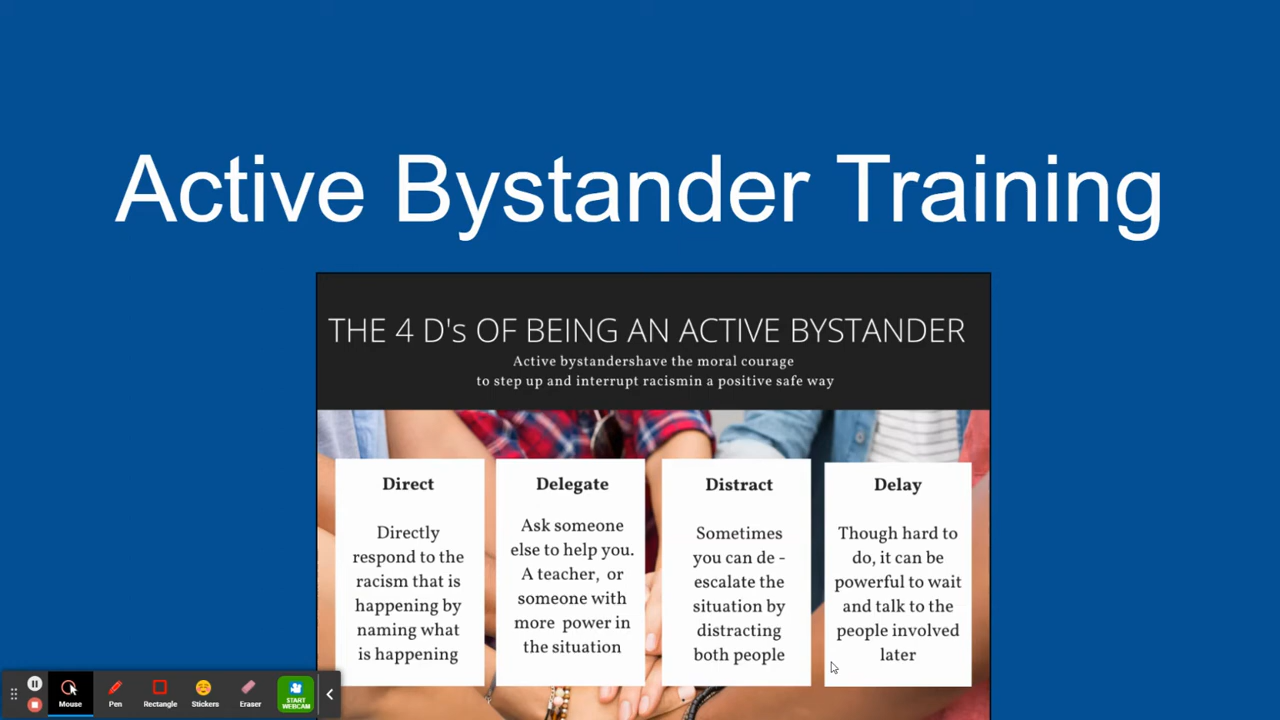 Active Bystander Training
THE 4 D's OF BEING AN ACTIVE BYSTANDER
Active bystandershave the moral courage
to step up and interrupt racismin a positive safe way
Direct
Directly
respond to the
racism that is
happening by
naming what
is happening
Delegate
Ask someone
else to help you.
A teacher, or
someone with
more power in
the situation
Distract
Sometimes
you can de -
escalate the
situation by
distracting
both people
Delay
Though hard to
do, it can be
powerful to wait
and talk to the
people involved
later
Mouse
Pen
Rectangle
Stickers
Eraser
START
WEBCAM